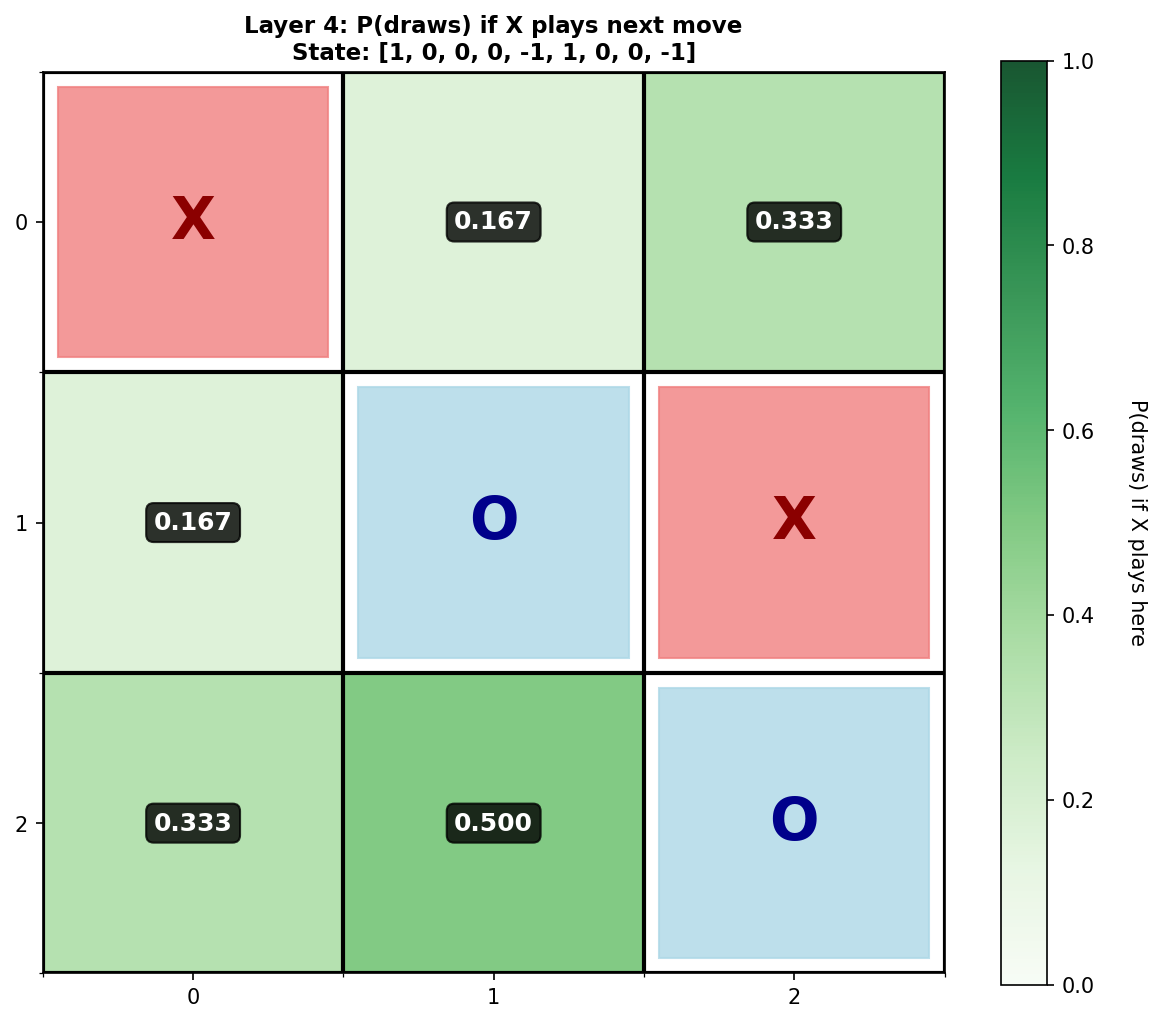 Layer 4: P(draws) if X plays next move
State: [1, 0, 0, 0, -1, 1, 0, 0, -1]
X
0.167
0.333
0.167
O
X
0.333
0.500
O
0
1
2
0
1
2
1.0
0.8
0.6
0.4
0.2
0.0
P(draws) if X plays here